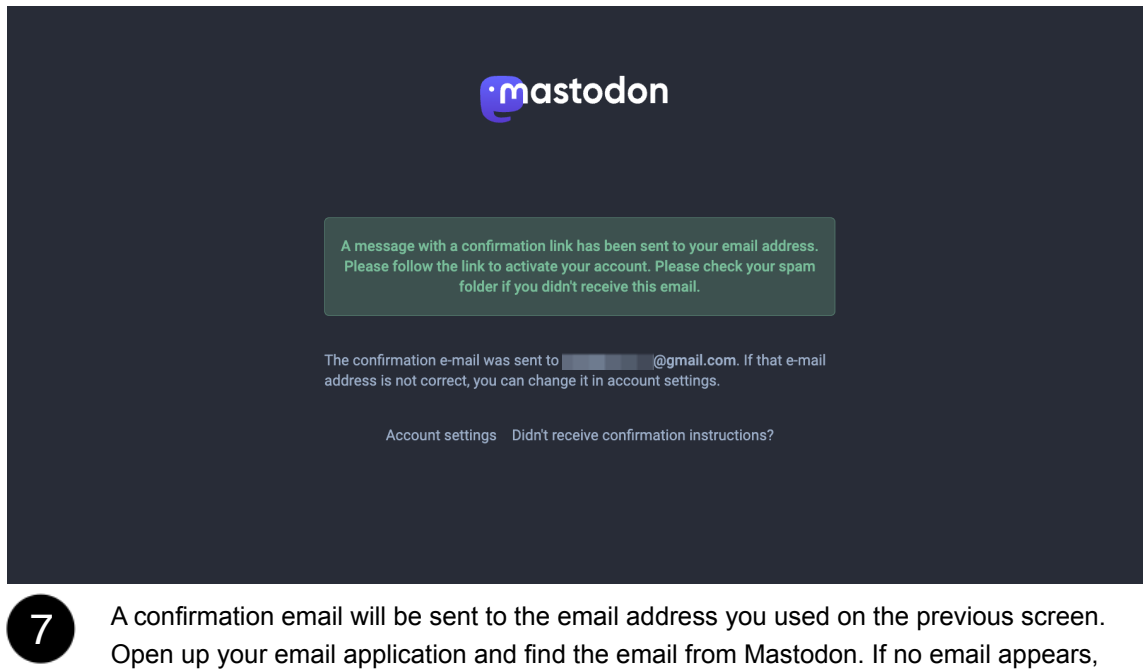 mastodon
A message with a confirmation link has been sent to your email address.
Please follow the link to activate your account. Please check your spam
folder if you didn't receive this email.
The confirmation e-mail was sent to @gmail.com. If that e-mail
address is not correct, you can change it in account settings.
Account settings Didn't receive confirmation instructions?
7
A confirmation email will be sent to the email address you used on the previous screen.
Open up your email application and find the email from Mastodon. If no email appears,